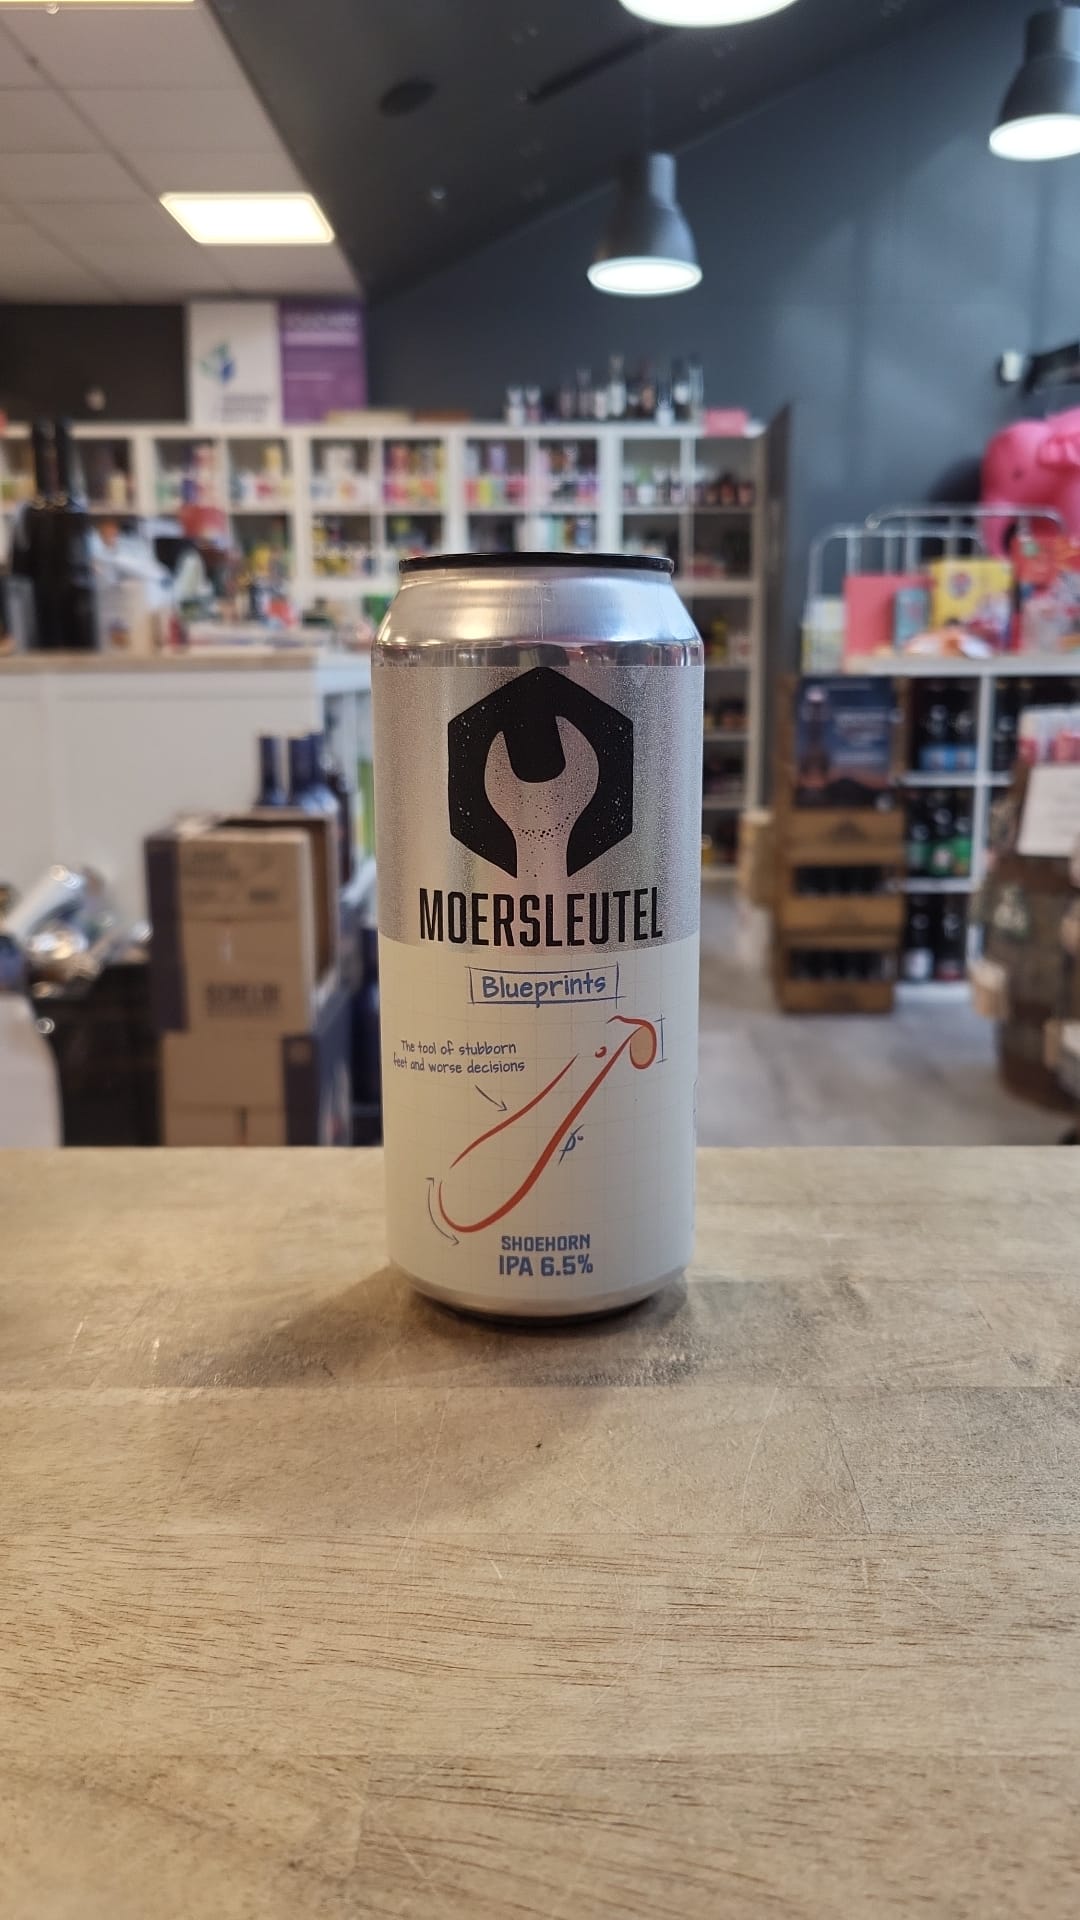 MOERSLEUTEL
Blueprints
The tool of stubborn
feet and worse decisions
SHOEHORN
IPA 6.5%